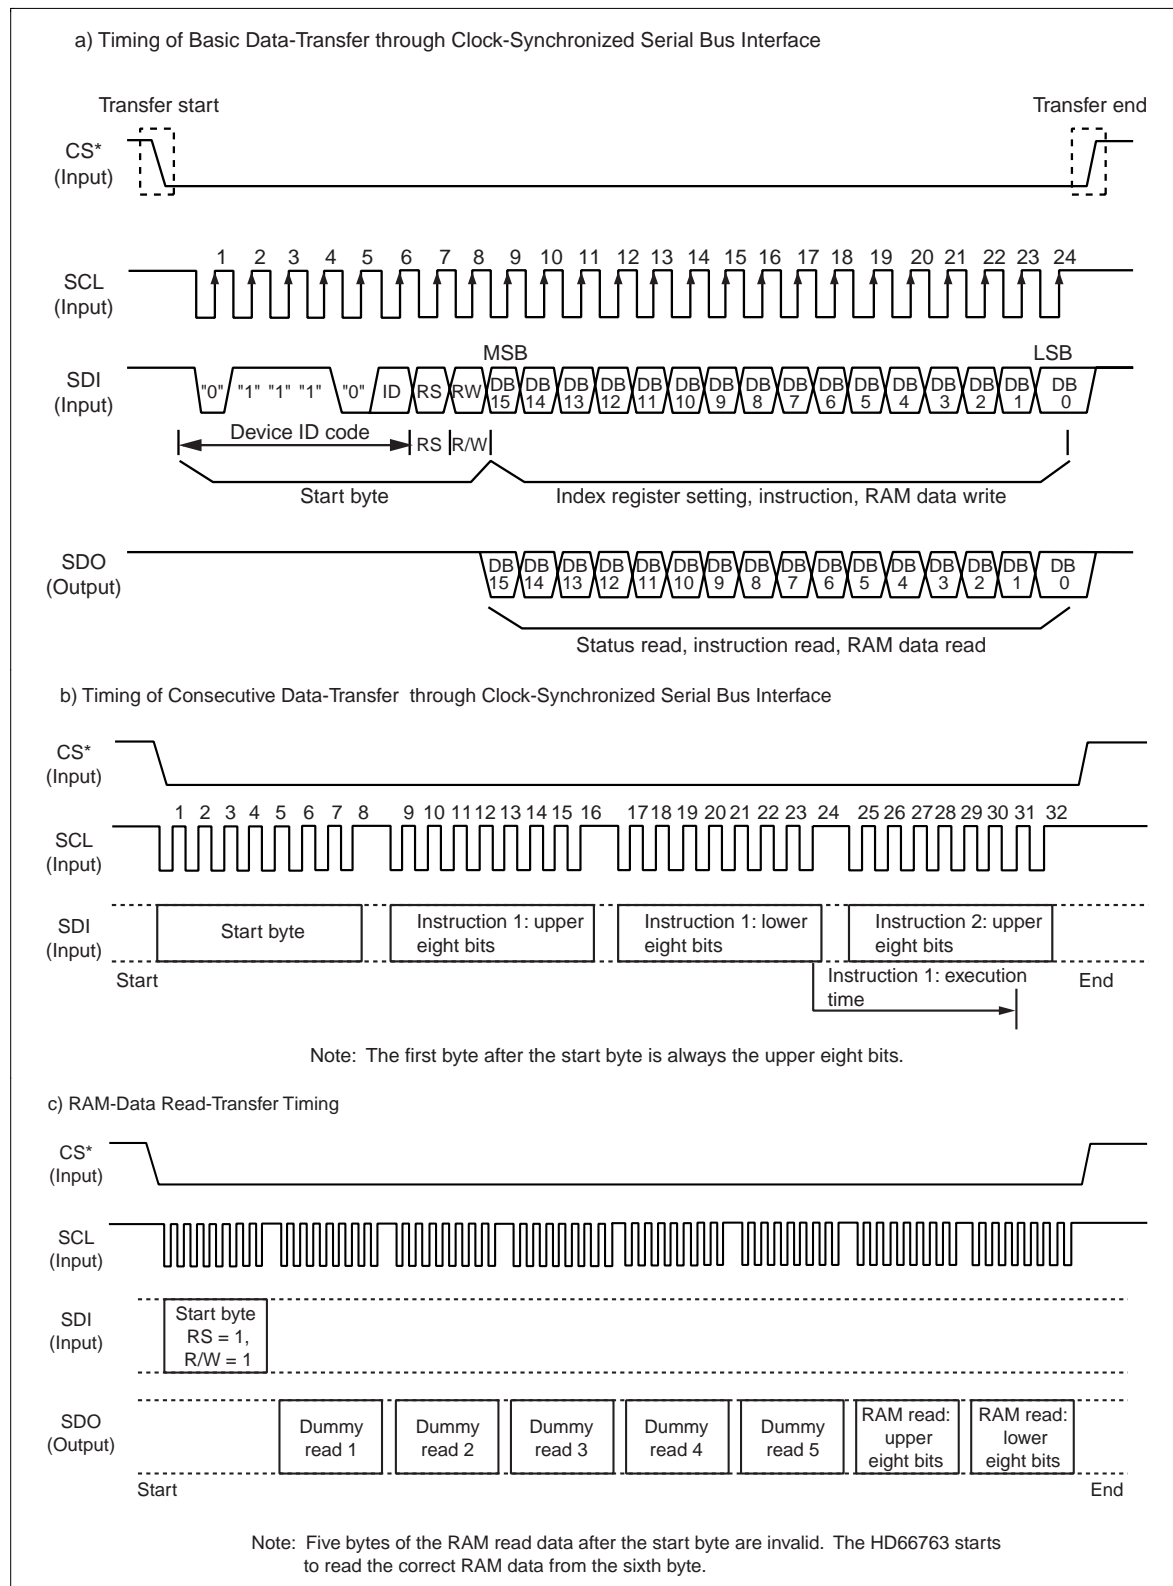 a) Timing of Basic Data-Transfer through Clock-Synchronized Serial Bus Interface
Transfer start
Transfer end
CS*
(Input)
1 2 3 4 5 6 7 8 9 10 11 12 13 14 15 16 17 18 19 20 21 22 23 24
SCL
(Input)
MSB
LSB
SDI
(Input)
"0" "1" "1" "1" "0" ID RS RW DB 15 DB 14 DB 13 DB 12 DB 11 DB 10 DB 9 DB 8 DB 7 DB 6 DB 5 DB 4 DB 3 DB 2 DB 1 DB 0
Device ID code
RS
R/W
Start byte
Index register setting, instruction, RAM data write
SDO
(Output)
DB 15 DB 14 DB 13 DB 12 DB 11 DB 10 DB 9 DB 8 DB 7 DB 6 DB 5 DB 4 DB 3 DB 2 DB 1 DB 0
Status read, instruction read, RAM data read
b) Timing of Consecutive Data-Transfer through Clock-Synchronized Serial Bus Interface
CS*
(Input)
1 2 3 4 5 6 7 8 9 10 11 12 13 14 15 16 17 18 19 20 21 22 23 24 25 26 27 28 29 30 31 32
SCL
(Input)
SDI
(Input)
Start byte
Instruction 1: upper
eight bits
Instruction 1: lower
eight bits
Instruction 2: upper
eight bits
Start
Instruction 1: execution
time
End
Note: The first byte after the start byte is always the upper eight bits.
c) RAM-Data Read-Transfer Timing
CS*
(Input)
SCL
(Input)
SDI
(Input)
Start byte
RS = 1,
R/W = 1
SDO
(Output)
Dummy
read 1
Dummy
read 2
Dummy
read 3
Dummy
read 4
Dummy
read 5
RAM read:
upper
eight bits
RAM read:
lower
eight bits
Start
End
Note: Five bytes of the RAM read data after the start byte are invalid. The HD66763 starts
to read the correct RAM data from the sixth byte.